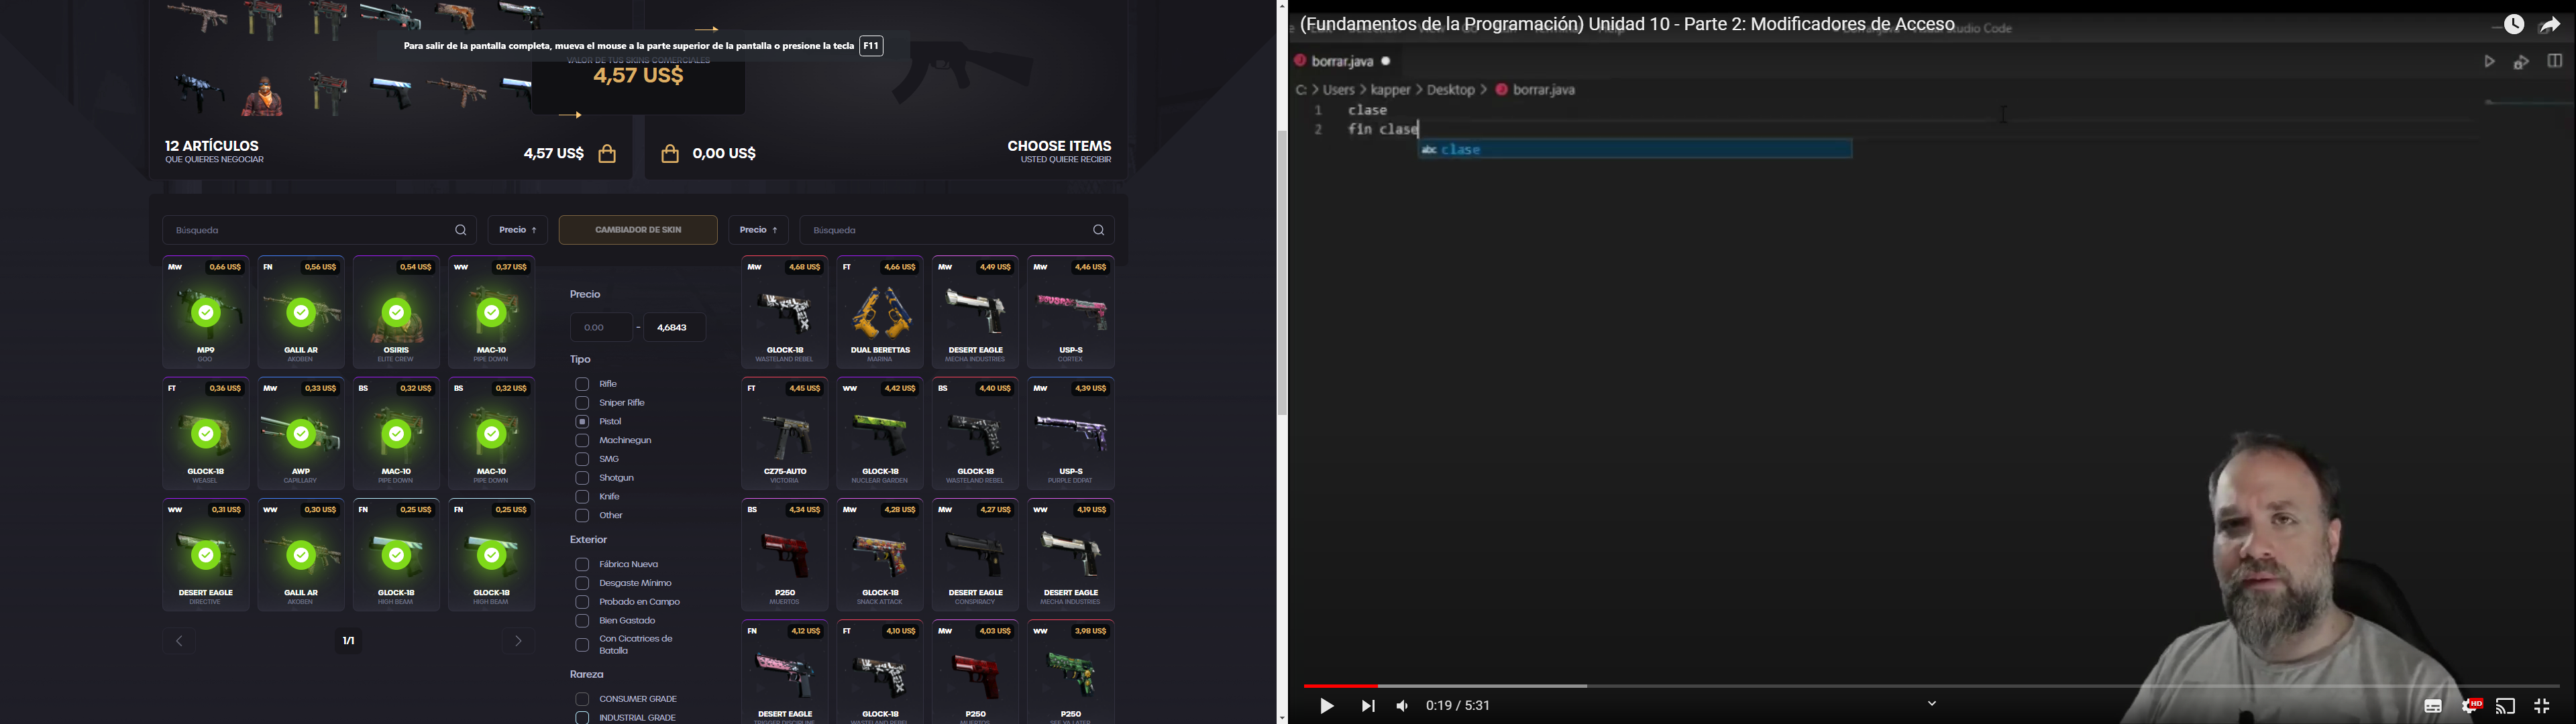 Para salir de la pantalla completa, mueva el mouse a la parte superior de la pantalla o presione la tecla F11
VALOR DE TUS SKINS COMERCIALES
4,57 US$
12 ARTÍCULOS
QUE QUIERES NEGOCIAR
4,57 US$
0,00 US$
CHOOSE ITEMS
USTED QUIERE RECIBIR
Búsqueda
Precio ↑
CAMBIADOR DE SKIN
Precio ↑
Búsqueda
MW 0,66 US$
MP9
GOO
FN 0,56 US$
GALIL AR
AKOBEN
0,54 US$
OSIRIS
ELITE CREW
WW 0,37 US$
MAC-10
PIPE DOWN
FT 0,36 US$
GLOCK-18
WEASEL
MW 0,33 US$
AWP
CAPILLARY
BS 0,32 US$
MAC-10
PIPE DOWN
BS 0,32 US$
MAC-10
PIPE DOWN
WW 0,31 US$
DESERT EAGLE
DIRECTIVE
WW 0,30 US$
GALIL AR
AKOBEN
FN 0,25 US$
GLOCK-18
HIGH BEAM
FN 0,25 US$
GLOCK-18
HIGH BEAM
1/1
Precio
0.00 - 4,6843
Tipo
Rifle
Sniper Rifle
Pistol
Machinegun
SMG
Shotgun
Knife
Other
Exterior
Fábrica Nueva
Desgaste Mínimo
Probado en Campo
Bien Gastado
Con Cicatrices de
Batalla
Rareza
CONSUMER GRADE
INDUSTRIAL GRADE
MW 4,68 US$
GLOCK-18
WASTELAND REBEL
FT 4,66 US$
DUAL BERETTAS
MARINA
MW 4,49 US$
DESERT EAGLE
MECHA INDUSTRIES
MW 4,46 US$
USP-S
CORTEX
FT 4,45 US$
CZ75-AUTO
VICTORIA
WW 4,42 US$
GLOCK-18
NUCLEAR GARDEN
BS 4,40 US$
GLOCK-18
WASTELAND REBEL
MW 4,39 US$
USP-S
PURPLE DDPAT
BS 4,34 US$
P250
MUERTOS
MW 4,28 US$
GLOCK-18
SNACK ATTACK
MW 4,27 US$
DESERT EAGLE
CONSPIRACY
WW 4,19 US$
DESERT EAGLE
MECHA INDUSTRIES
FN 4,12 US$
DESERT EAGLE
TRIGGER DISCIPLINE
FT 4,10 US$
GLOCK-18
WASTELAND REBEL
MW 4,03 US$
P250
MUERTOS
WW 3,98 US$
P250
SEE YA LATER
(Fundamentos de la Programación) Unidad 10 - Parte 2: Modificadores de Acceso
Studio Code
borrar.java
C: > Users > kapper > Desktop > borrar.java
1 clase
2 fin clase
abc clase
0:19 / 5:31
HD